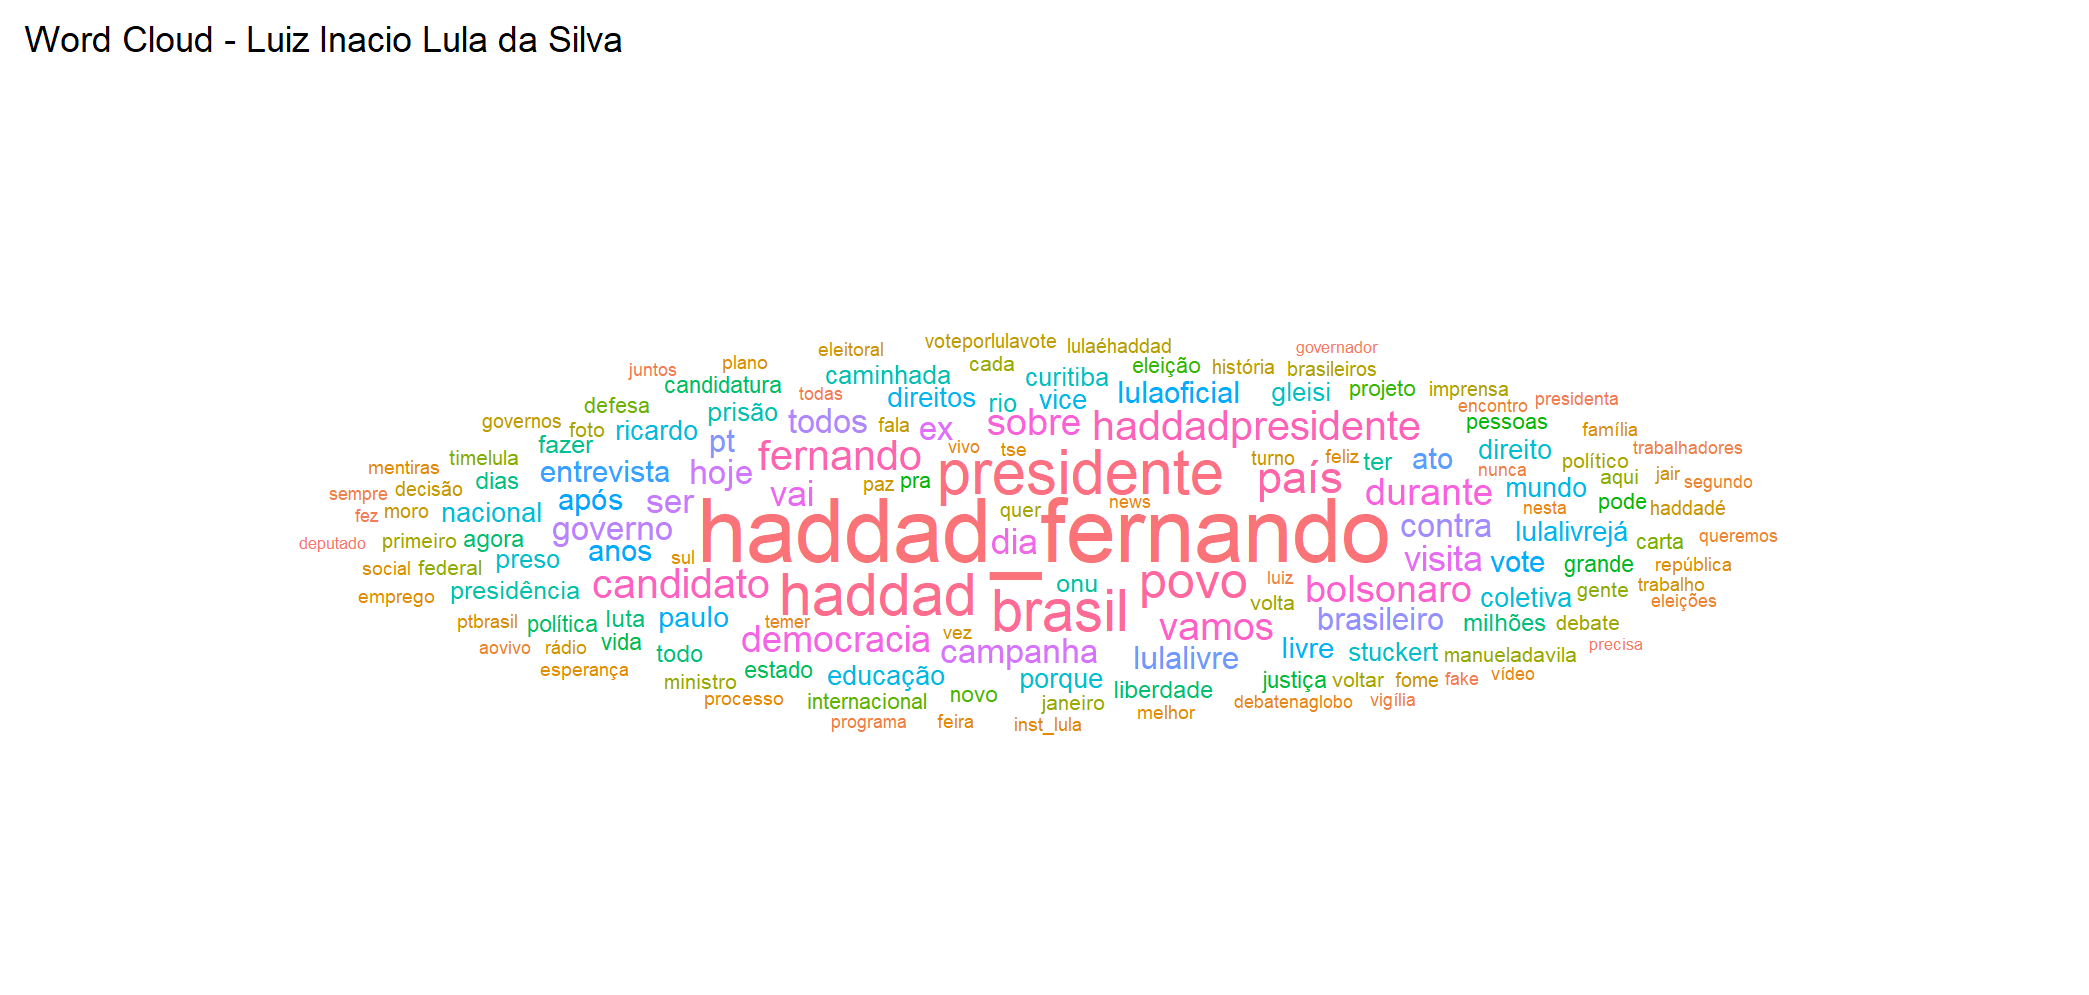 Word Cloud - Luiz Inacio Lula da Silva
voteporlulavote lulaéhaddad
eleitoral governador
juntos plano cada eleição história brasileiros
candidatura caminhada curitiba
todas direitos rio vice lulaoficial gleisi projeto imprensa
defesa prisão encontro presidenta
governos foto ricardo todos fala ex sobre haddadpresidente pessoas família
fazer pt vivo tse direito trabalhadores
timelula fernando turno feliz ter ato político
mentiras entrevista hoje presidente país nunca aqui jair segundo
sempre decisão dias vai paz pra durante mundo
fez moro nacional após ser quer news nesta pode haddadé
deputado primeiro agora governo haddad_fernando dia contra lulalivrejá carta queremos
social federal preso anos sul visita vote grande república
emprego presidência candidato haddad onu povo luiz bolsonaro coletiva gente trabalho eleições
ptbrasil política luta paulo temer brasil volta brasileiro milhões debate
aovivo rádio vida democracia vez vamos livre precisa
esperança todo estado campanha lulalivre stuckert manueladavila
ministro educação porque liberdade justiça voltar fome fake vídeo
processo internacional novo janeiro melhor debatenaglobo vigília
programa feira inst_lula